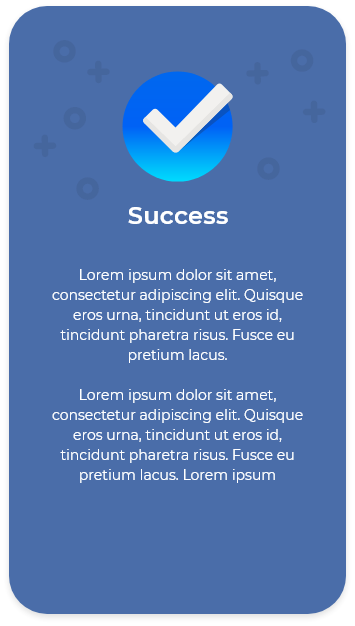 Success
Lorem ipsum dolor sit amet,
consectetur adipiscing elit. Quisque
eros urna, tincidunt ut eros id,
tincidunt pharetra risus. Fusce eu
pretium lacus.
Lorem ipsum dolor sit amet,
consectetur adipiscing elit. Quisque
eros urna, tincidunt ut eros id,
tincidunt pharetra risus. Fusce eu
pretium lacus. Lorem ipsum